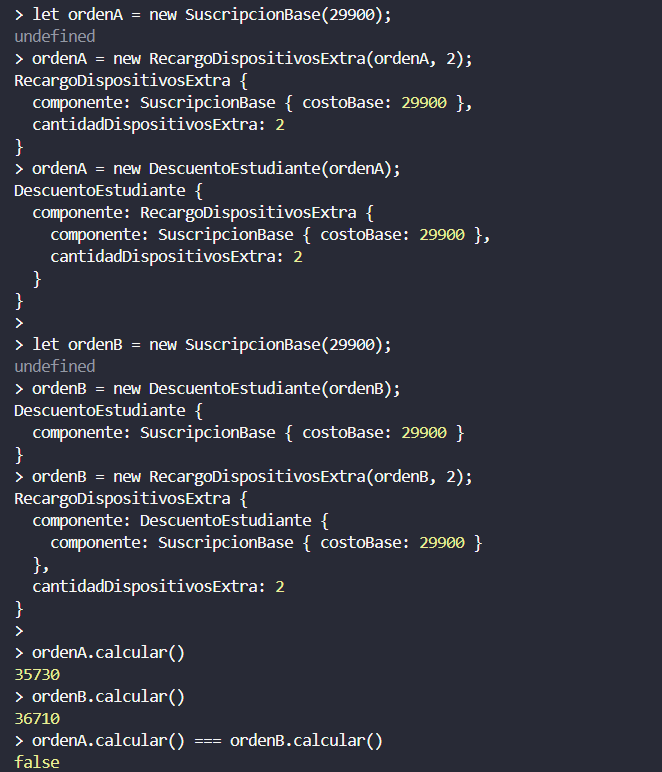 > let ordenA = new SuscripcionBase(29900);
undefined
> ordenA = new RecargoDispositivosExtra(ordenA, 2);
RecargoDispositivosExtra {
  componente: SuscripcionBase { costoBase: 29900 },
  cantidadDispositivosExtra: 2
}
> ordenA = new DescuentoEstudiante(ordenA);
DescuentoEstudiante {
  componente: RecargoDispositivosExtra {
    componente: SuscripcionBase { costoBase: 29900 },
    cantidadDispositivosExtra: 2
  }
}
>
> let ordenB = new SuscripcionBase(29900);
undefined
> ordenB = new DescuentoEstudiante(ordenB);
DescuentoEstudiante {
  componente: SuscripcionBase { costoBase: 29900 }
}
> ordenB = new RecargoDispositivosExtra(ordenB, 2);
RecargoDispositivosExtra {
  componente: DescuentoEstudiante {
    componente: SuscripcionBase { costoBase: 29900 }
  },
  cantidadDispositivosExtra: 2
}
>
> ordenA.calcular()
35730
> ordenB.calcular()
36710
> ordenA.calcular() === ordenB.calcular()
false